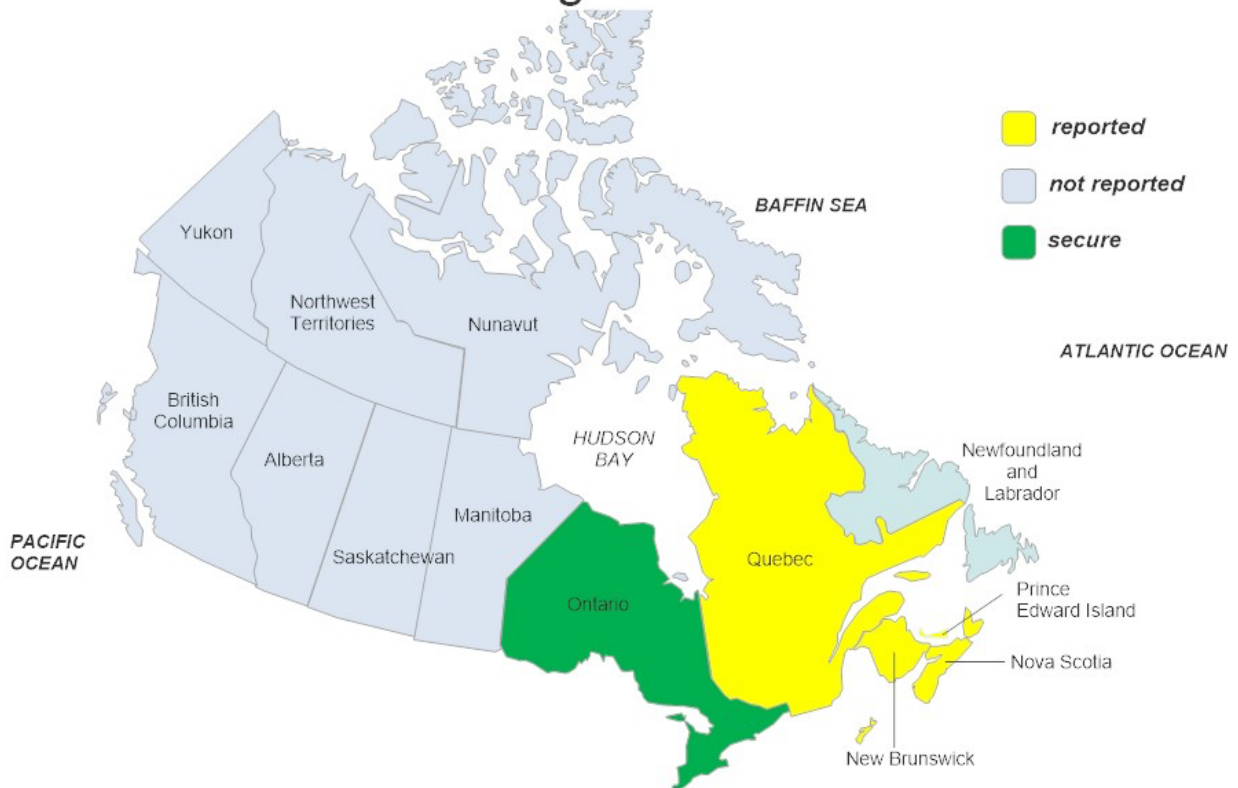 g
reported
not reported
secure
BAFFIN SEA
ATLANTIC OCEAN
PACIFIC
OCEAN
HUDSON
BAY
Yukon
Northwest
Territories
Nunavut
British
Columbia
Alberta
Saskatchewan
Manitoba
Ontario
Quebec
Newfoundland
and
Labrador
Prince
Edward Island
Nova Scotia
New Brunswick